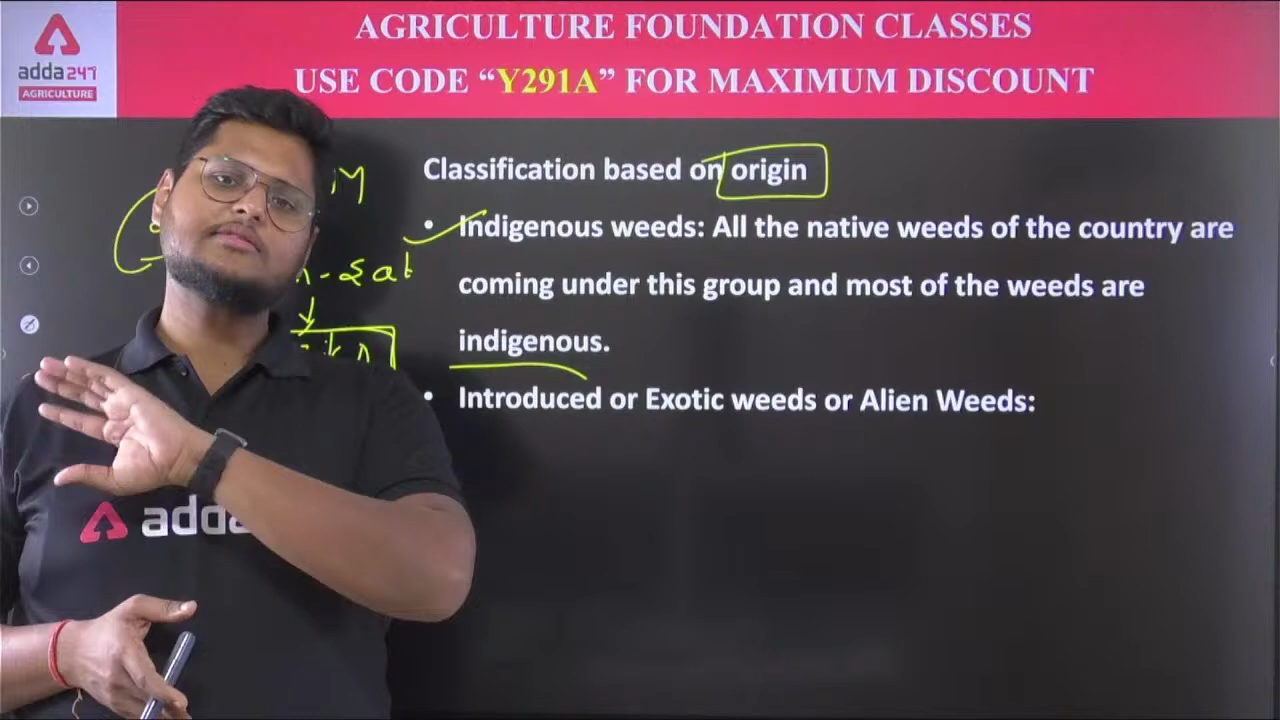 AGRICULTURE FOUNDATION CLASSES
USE CODE “Y291A” FOR MAXIMUM DISCOUNT
adda247
AGRICULTURE
Classification based on origin
• Indigenous weeds: All the native weeds of the country are
coming under this group and most of the weeds are
indigenous.
• Introduced or Exotic weeds or Alien Weeds: